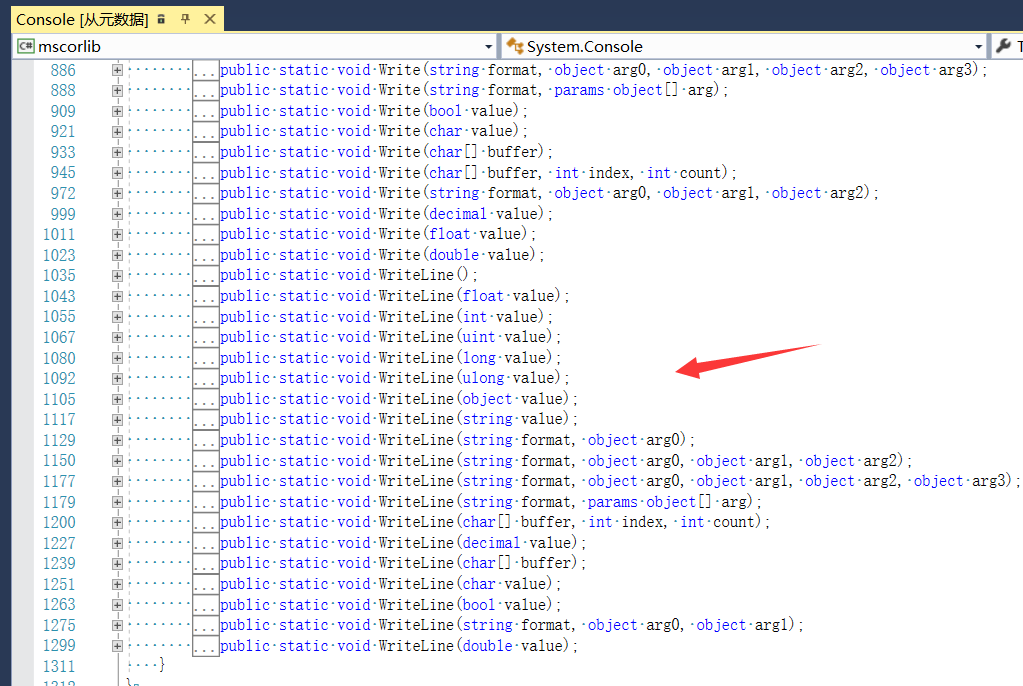 Console [从元数据]
C# mscorlib System.Console
886 ... public static void Write(string format, object arg0, object arg1, object arg2, object arg3);
888 ... public static void Write(string format, params object[] arg);
909 ... public static void Write(bool value);
921 ... public static void Write(char value);
933 ... public static void Write(char[] buffer);
945 ... public static void Write(char[] buffer, int index, int count);
972 ... public static void Write(string format, object arg0, object arg1, object arg2);
999 ... public static void Write(decimal value);
1011 ... public static void Write(float value);
1023 ... public static void Write(double value);
1035 ... public static void WriteLine();
1043 ... public static void WriteLine(float value);
1055 ... public static void WriteLine(int value);
1067 ... public static void WriteLine(uint value);
1080 ... public static void WriteLine(long value);
1092 ... public static void WriteLine(ulong value);
1105 ... public static void WriteLine(object value);
1117 ... public static void WriteLine(string value);
1129 ... public static void WriteLine(string format, object arg0);
1150 ... public static void WriteLine(string format, object arg0, object arg1, object arg2);
1177 ... public static void WriteLine(string format, object arg0, object arg1, object arg2, object arg3);
1179 ... public static void WriteLine(string format, params object[] arg);
1200 ... public static void WriteLine(char[] buffer, int index, int count);
1227 ... public static void WriteLine(decimal value);
1239 ... public static void WriteLine(char[] buffer);
1251 ... public static void WriteLine(char value);
1263 ... public static void WriteLine(bool value);
1275 ... public static void WriteLine(string format, object arg0, object arg1);
1299 ... public static void WriteLine(double value);
1311 }